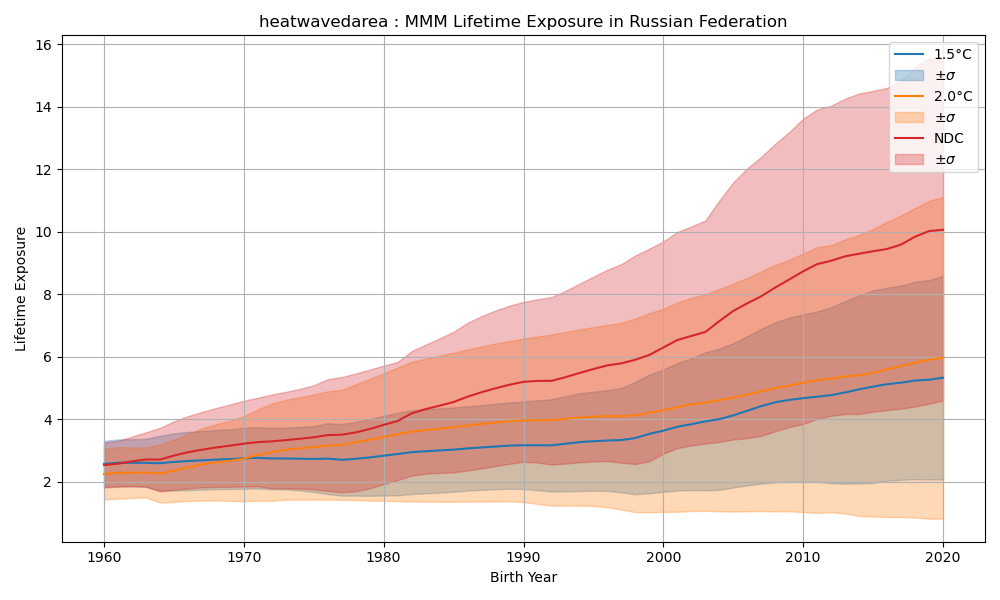 heatwavedarea : MMM Lifetime Exposure in Russian Federation
Lifetime Exposure
16
14
12
10
8
6
4
2
1960 1970 1980 1990 2000 2010 2020
Birth Year
1.5°C
±σ
2.0°C
±σ
NDC
±σ